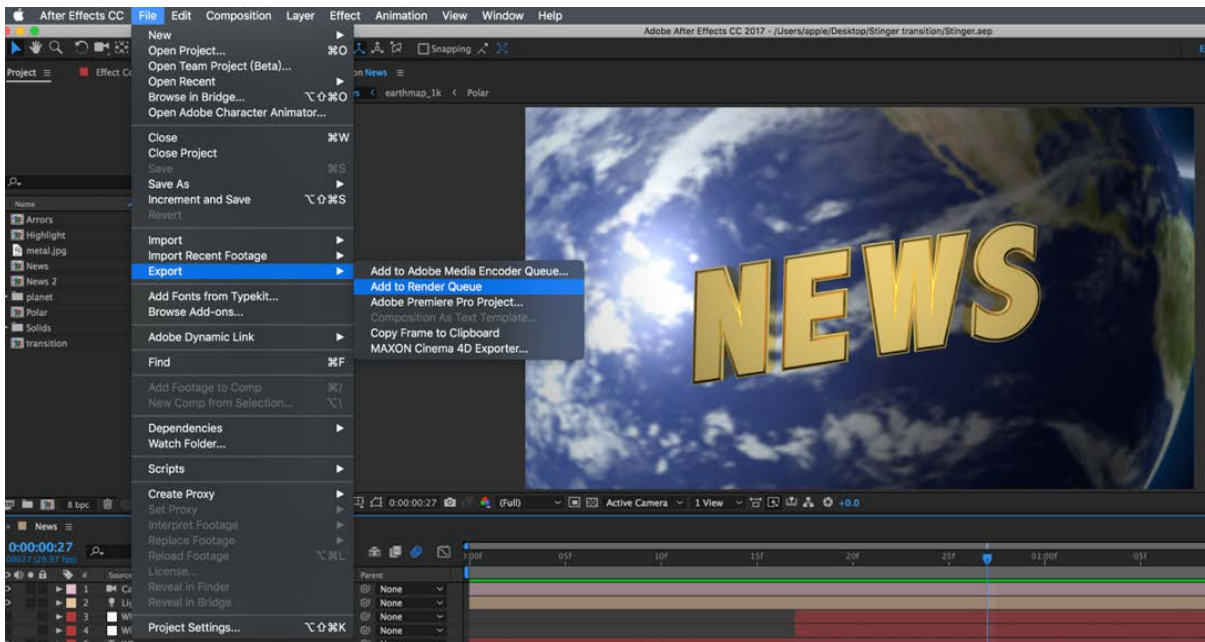 After Effects CC File Edit Composition Layer Effect Animation View Window Help
Adobe After Effects CC 2017 - /Users/apple/Desktop/Stinger transition/Stinger.aep
Snapping
Project
Effect
News
earthmap_1k < Polar
New
Open Project... ⌘O
Open Team Project (Beta)...
Open Recent
Browse in Bridge... ⌥⇧⌘O
Open Adobe Character Animator...
Close ⌘W
Close Project
Save ⌘S
Save As
Increment and Save ⌥⇧⌘S
Revert
Import
Import Recent Footage
Export
Add Fonts from Typekit...
Browse Add-ons...
Adobe Dynamic Link
Find ⌘F
Add Footage to Comp ⌘/
New Comp from Selection... ⌥\
Dependencies
Watch Folder...
Scripts
Create Proxy
Set Proxy
Interpret Footage
Replace Footage
Reload Footage ⌥⌘L
License...
Reveal in Finder
Reveal in Bridge
Project Settings... ⌥⇧⌘K
Add to Adobe Media Encoder Queue...
Add to Render Queue
Adobe Premiere Pro Project...
Composition As Text Template...
Copy Frame to Clipboard
MAXON Cinema 4D Exporter...
Name
Arrors
Highlight
metal.jpg
News
News 2
planet
Polar
Solids
transition
NEWS
8 bpc
0:00:00:27 (Full) Active Camera 1 View +0.0
News
0:00:00:27
00027 (29.97 fps)
05f 10f 15f 20f 25f 01:00f 05f
# Source
Parent
1 None
2 None
3 None
4 None